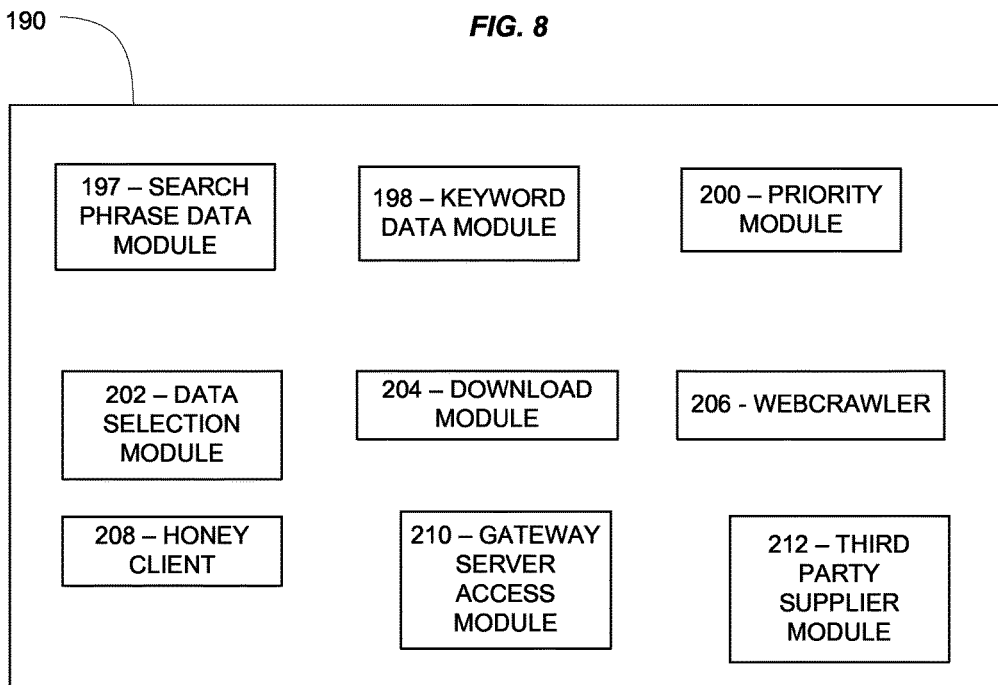 190
FIG. 8
197 – SEARCH
PHRASE DATA
MODULE
198 – KEYWORD
DATA MODULE
200 – PRIORITY
MODULE
202 – DATA
SELECTION
MODULE
204 – DOWNLOAD
MODULE
206 - WEBCRAWLER
208 – HONEY
CLIENT
210 – GATEWAY
SERVER
ACCESS
MODULE
212 – THIRD
PARTY
SUPPLIER
MODULE